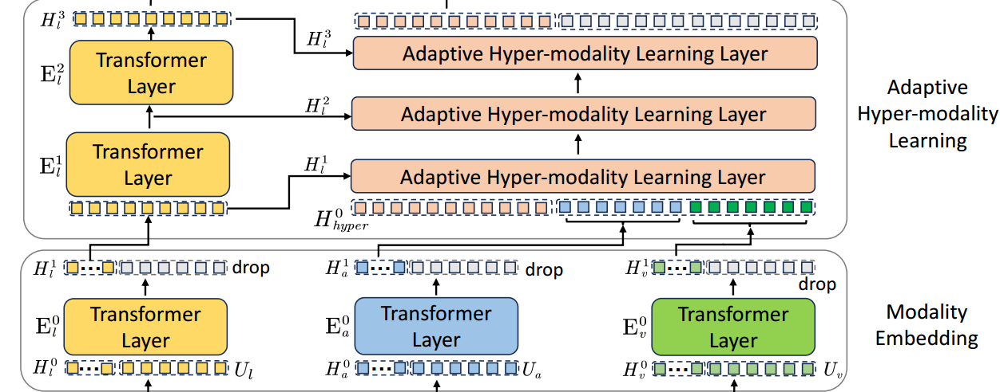 H_l^3
H_l^3
Transformer
Layer
E_l^2
Adaptive Hyper-modality Learning Layer
Adaptive
Hyper-modality
Learning
H_l^2
Adaptive Hyper-modality Learning Layer
Transformer
Layer
E_l^1
H_l^1
Adaptive Hyper-modality Learning Layer
H_{hyper}^0
H_l^1 ... drop
H_a^1 ... drop
H_v^1 ... drop
Transformer
Layer
E_l^0
Transformer
Layer
E_a^0
Transformer
Layer
E_v^0
Modality
Embedding
H_l^0 ... U_l
H_a^0 ... U_a
H_v^0 ... U_v